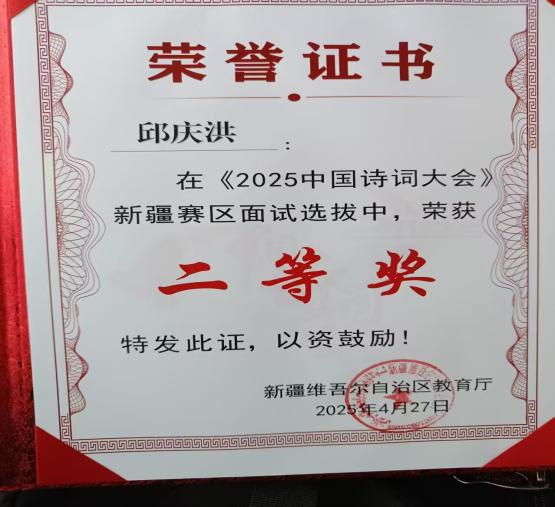 荣誉证书
邱庆洪：
在《2025中国诗词大会》
新疆赛区面试选拔中，荣获
二等奖
特发此证，以资鼓励！
新疆维吾尔自治区教育厅
2025年4月27日